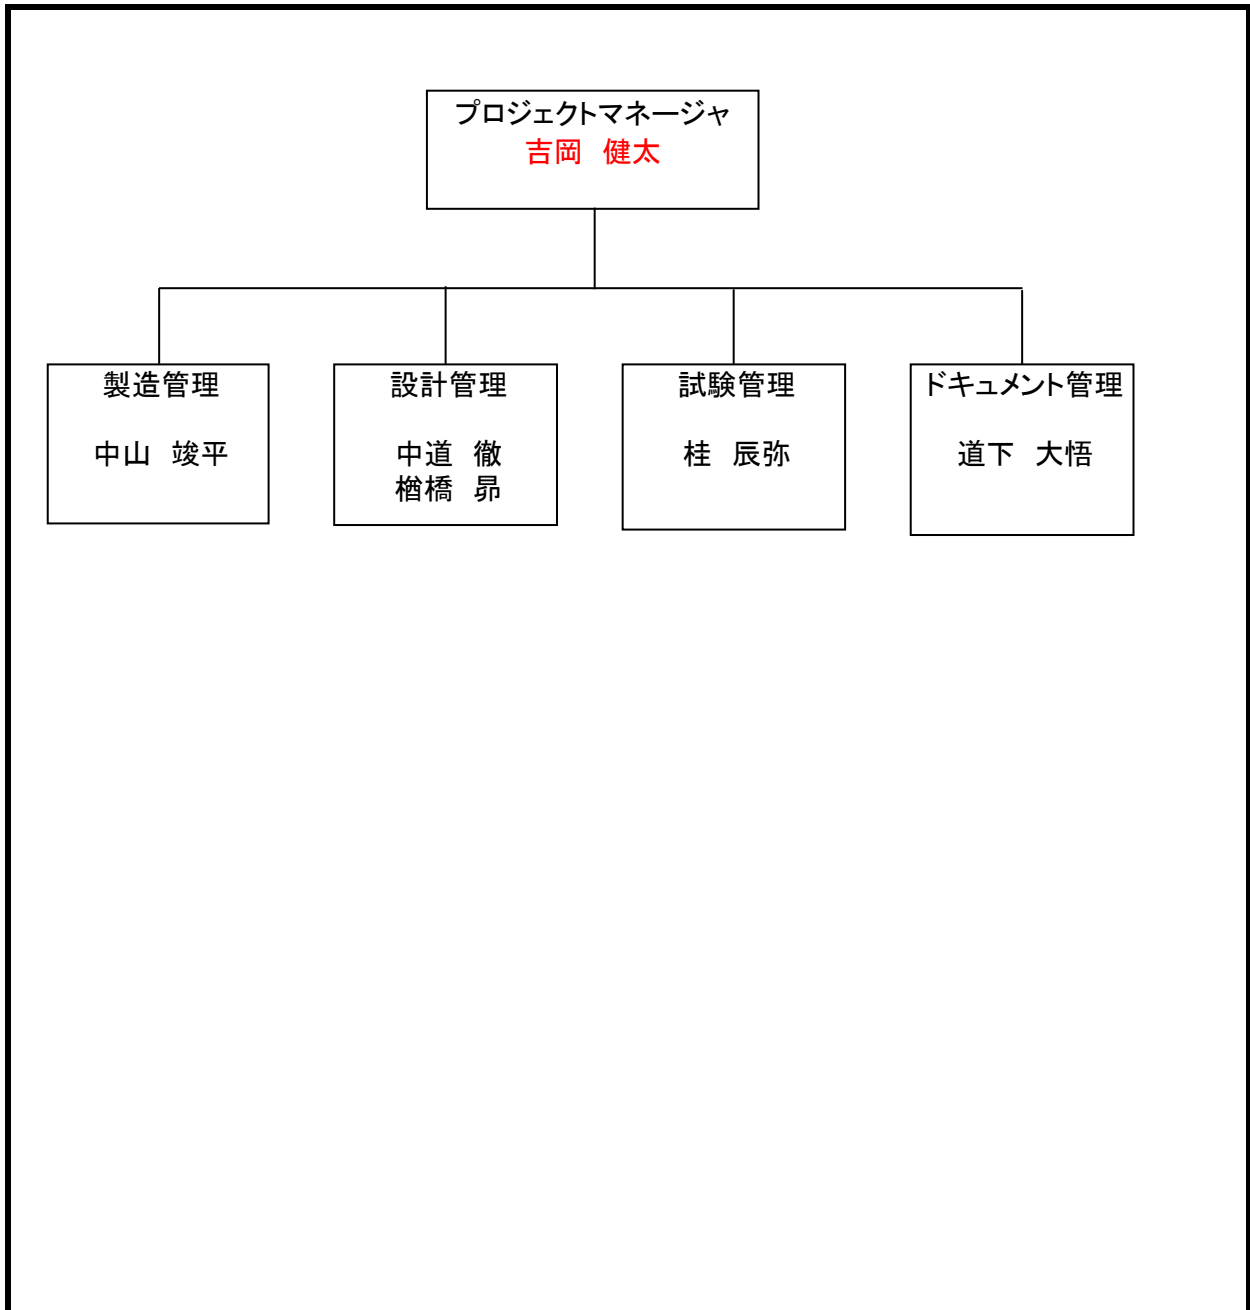 プロジェクトマネージャ
吉岡　健太
製造管理
中山　竣平
設計管理
中道　徹
楢橋　昴
試験管理
桂　辰弥
ドキュメント管理
道下　大悟